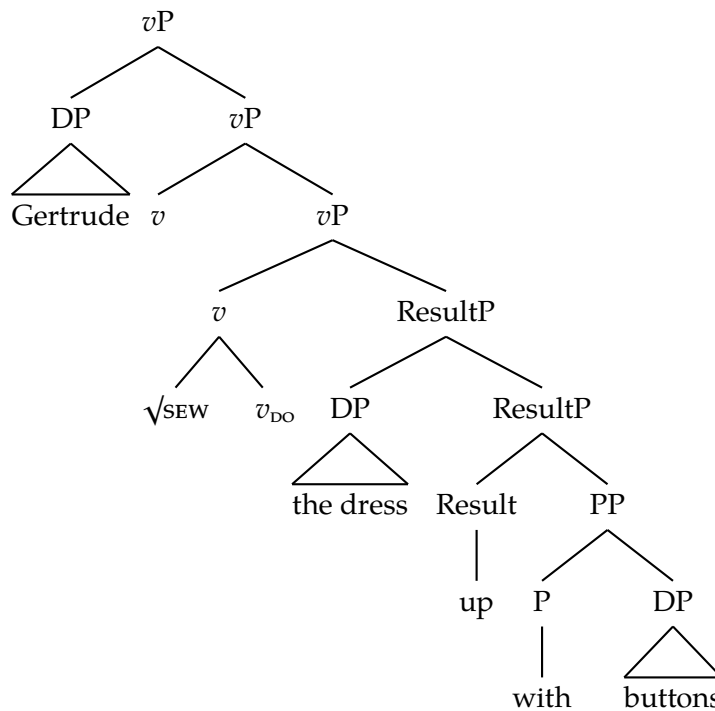 vP
DP vP
Gertrude v vP
v ResultP
√SEW vDO DP ResultP
the dress Result PP
up P DP
with buttons